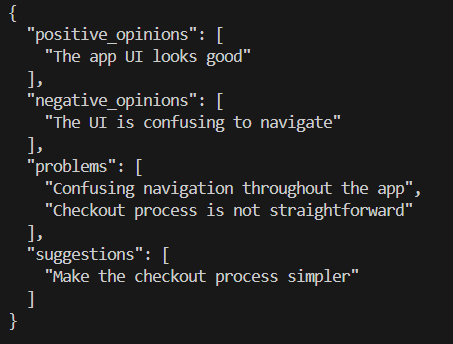 {
  "positive_opinions": [
    "The app UI looks good"
  ],
  "negative_opinions": [
    "The UI is confusing to navigate"
  ],
  "problems": [
    "Confusing navigation throughout the app",
    "Checkout process is not straightforward"
  ],
  "suggestions": [
    "Make the checkout process simpler"
  ]
}